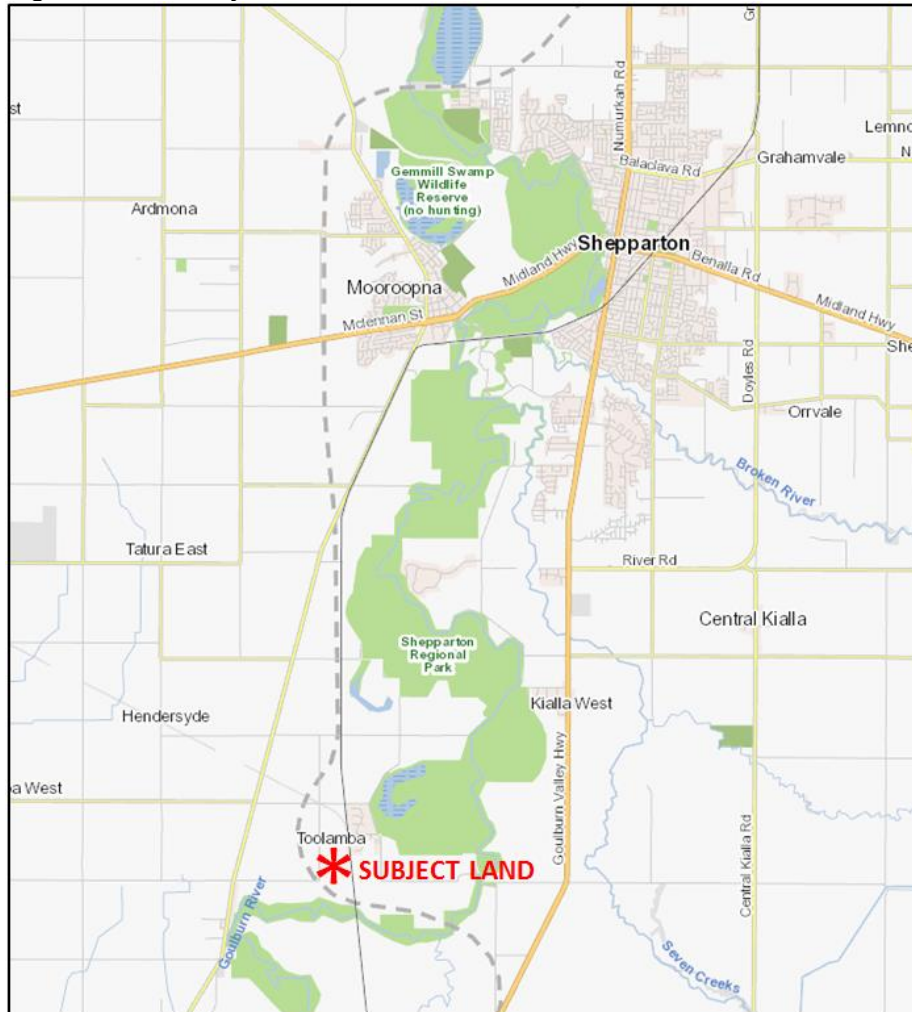 Gr
st
Numurkah Rd
Lemno
N
Balaclava Rd
Grahamvale
Gemmill Swamp
Wildlife
Reserve
(no hunting)
Ardmona
Shepparton
Midland Hwy
Benalla Rd
Mooroopna
Midland Hwy
Mclennan St
She
Doyles Rd
Orrvale
Broken River
Tatura East
River Rd
Central Kialla
Shepparton
Regional
Park
Kialla West
Hendersyde
Goulburn Valley Hwy
a West
Toolamba
* SUBJECT LAND
Central Kialla Rd
Goulburn River
Seven Creeks